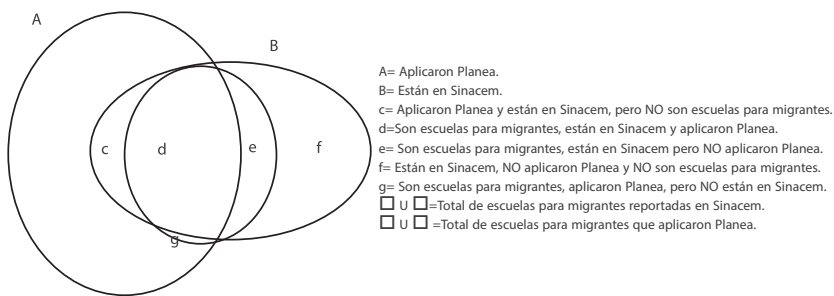 A
B
c
d
e
f
g
A= Aplicaron Planea.
B= Están en Sinacem.
c= Aplicaron Planea y están en Sinacem, pero NO son escuelas para migrantes.
d=Son escuelas para migrantes, están en Sinacem y aplicaron Planea.
e= Son escuelas para migrantes, están en Sinacem pero NO aplicaron Planea.
f= Están en Sinacem, NO aplicaron Planea y NO son escuelas para migrantes.
g= Son escuelas para migrantes, aplicaron Planea, pero NO están en Sinacem.
□ U □=Total de escuelas para migrantes reportadas en Sinacem.
□ U □ =Total de escuelas para migrantes que aplicaron Planea.